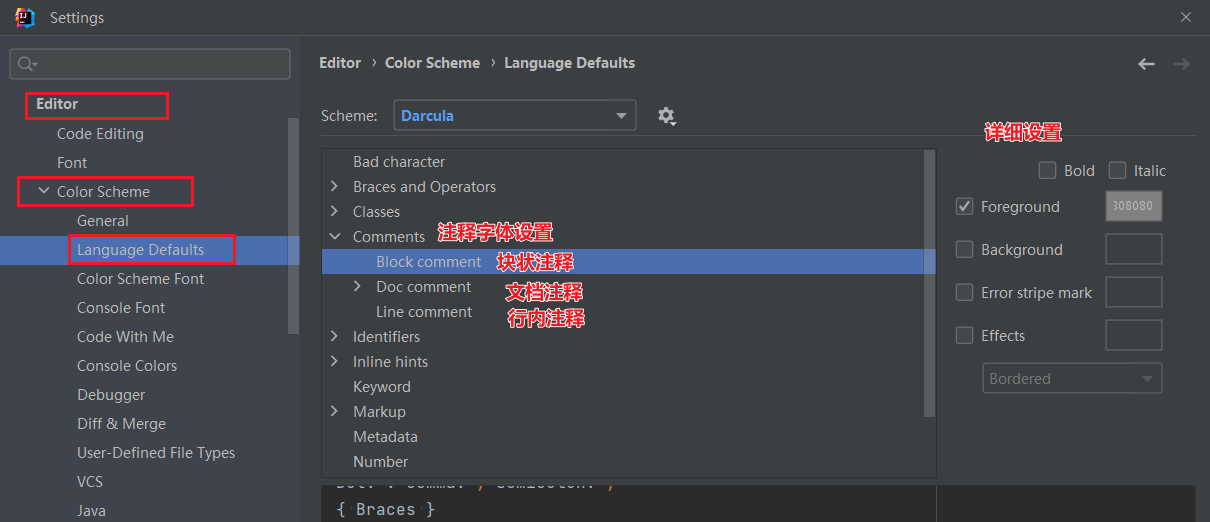 Settings
Editor
Code Editing
Font
Color Scheme
General
Language Defaults
Color Scheme Font
Console Font
Code With Me
Console Colors
Debugger
Diff & Merge
User-Defined File Types
VCS
Java
Editor › Color Scheme › Language Defaults
Scheme: Darcula
Bad character
Braces and Operators
Classes
Comments 注释字体设置
Block comment 块状注释
Doc comment 文档注释
Line comment 行内注释
Identifiers
Inline hints
Keyword
Markup
Metadata
Number
详细设置
Bold Italic
Foreground 808080
Background
Error stripe mark
Effects
Bordered
{ Braces }